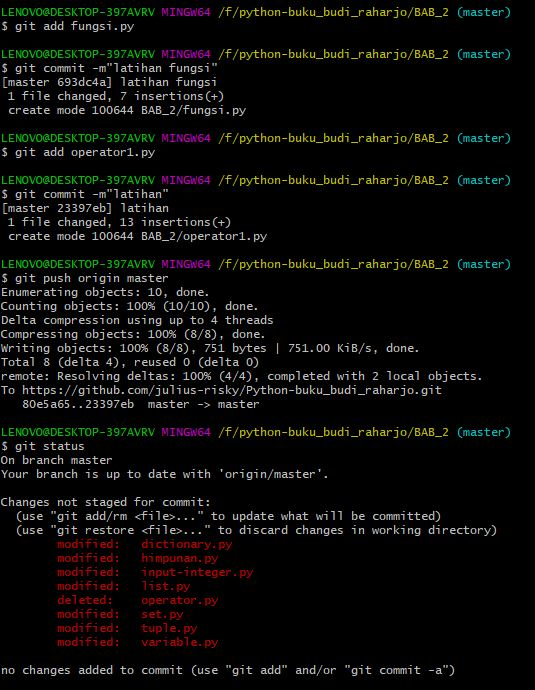 LENOVO@DESKTOP-397AVRV MINGW64 /f/python-buku_budi_raharjo/BAB_2 (master)
$ git add fungsi.py
LENOVO@DESKTOP-397AVRV MINGW64 /f/python-buku_budi_raharjo/BAB_2 (master)
$ git commit -m"latihan fungsi"
[master 693dc4a] latihan fungsi
1 file changed, 7 insertions(+)
create mode 100644 BAB_2/fungsi.py
LENOVO@DESKTOP-397AVRV MINGW64 /f/python-buku_budi_raharjo/BAB_2 (master)
$ git add operator1.py
LENOVO@DESKTOP-397AVRV MINGW64 /f/python-buku_budi_raharjo/BAB_2 (master)
$ git commit -m"latihan"
[master 23397eb] latihan
1 file changed, 13 insertions(+)
create mode 100644 BAB_2/operator1.py
LENOVO@DESKTOP-397AVRV MINGW64 /f/python-buku_budi_raharjo/BAB_2 (master)
$ git push origin master
Enumerating objects: 10, done.
Counting objects: 100% (10/10), done.
Delta compression using up to 4 threads
Compressing objects: 100% (8/8), done.
Writing objects: 100% (8/8), 751 bytes | 751.00 KiB/s, done.
Total 8 (delta 4), reused 0 (delta 0)
remote: Resolving deltas: 100% (4/4), completed with 2 local objects.
To https://github.com/julius-risky/Python-buku_budi_raharjo.git
80e5a65..23397eb master -> master
LENOVO@DESKTOP-397AVRV MINGW64 /f/python-buku_budi_raharjo/BAB_2 (master)
$ git status
On branch master
Your branch is up to date with 'origin/master'.
Changes not staged for commit:
(use "git add/rm <file>..." to update what will be committed)
(use "git restore <file>..." to discard changes in working directory)
modified: dictionary.py
modified: himpunan.py
modified: input-integer.py
modified: list.py
deleted: operator.py
modified: set.py
modified: tuple.py
modified: variable.py
no changes added to commit (use "git add" and/or "git commit -a")